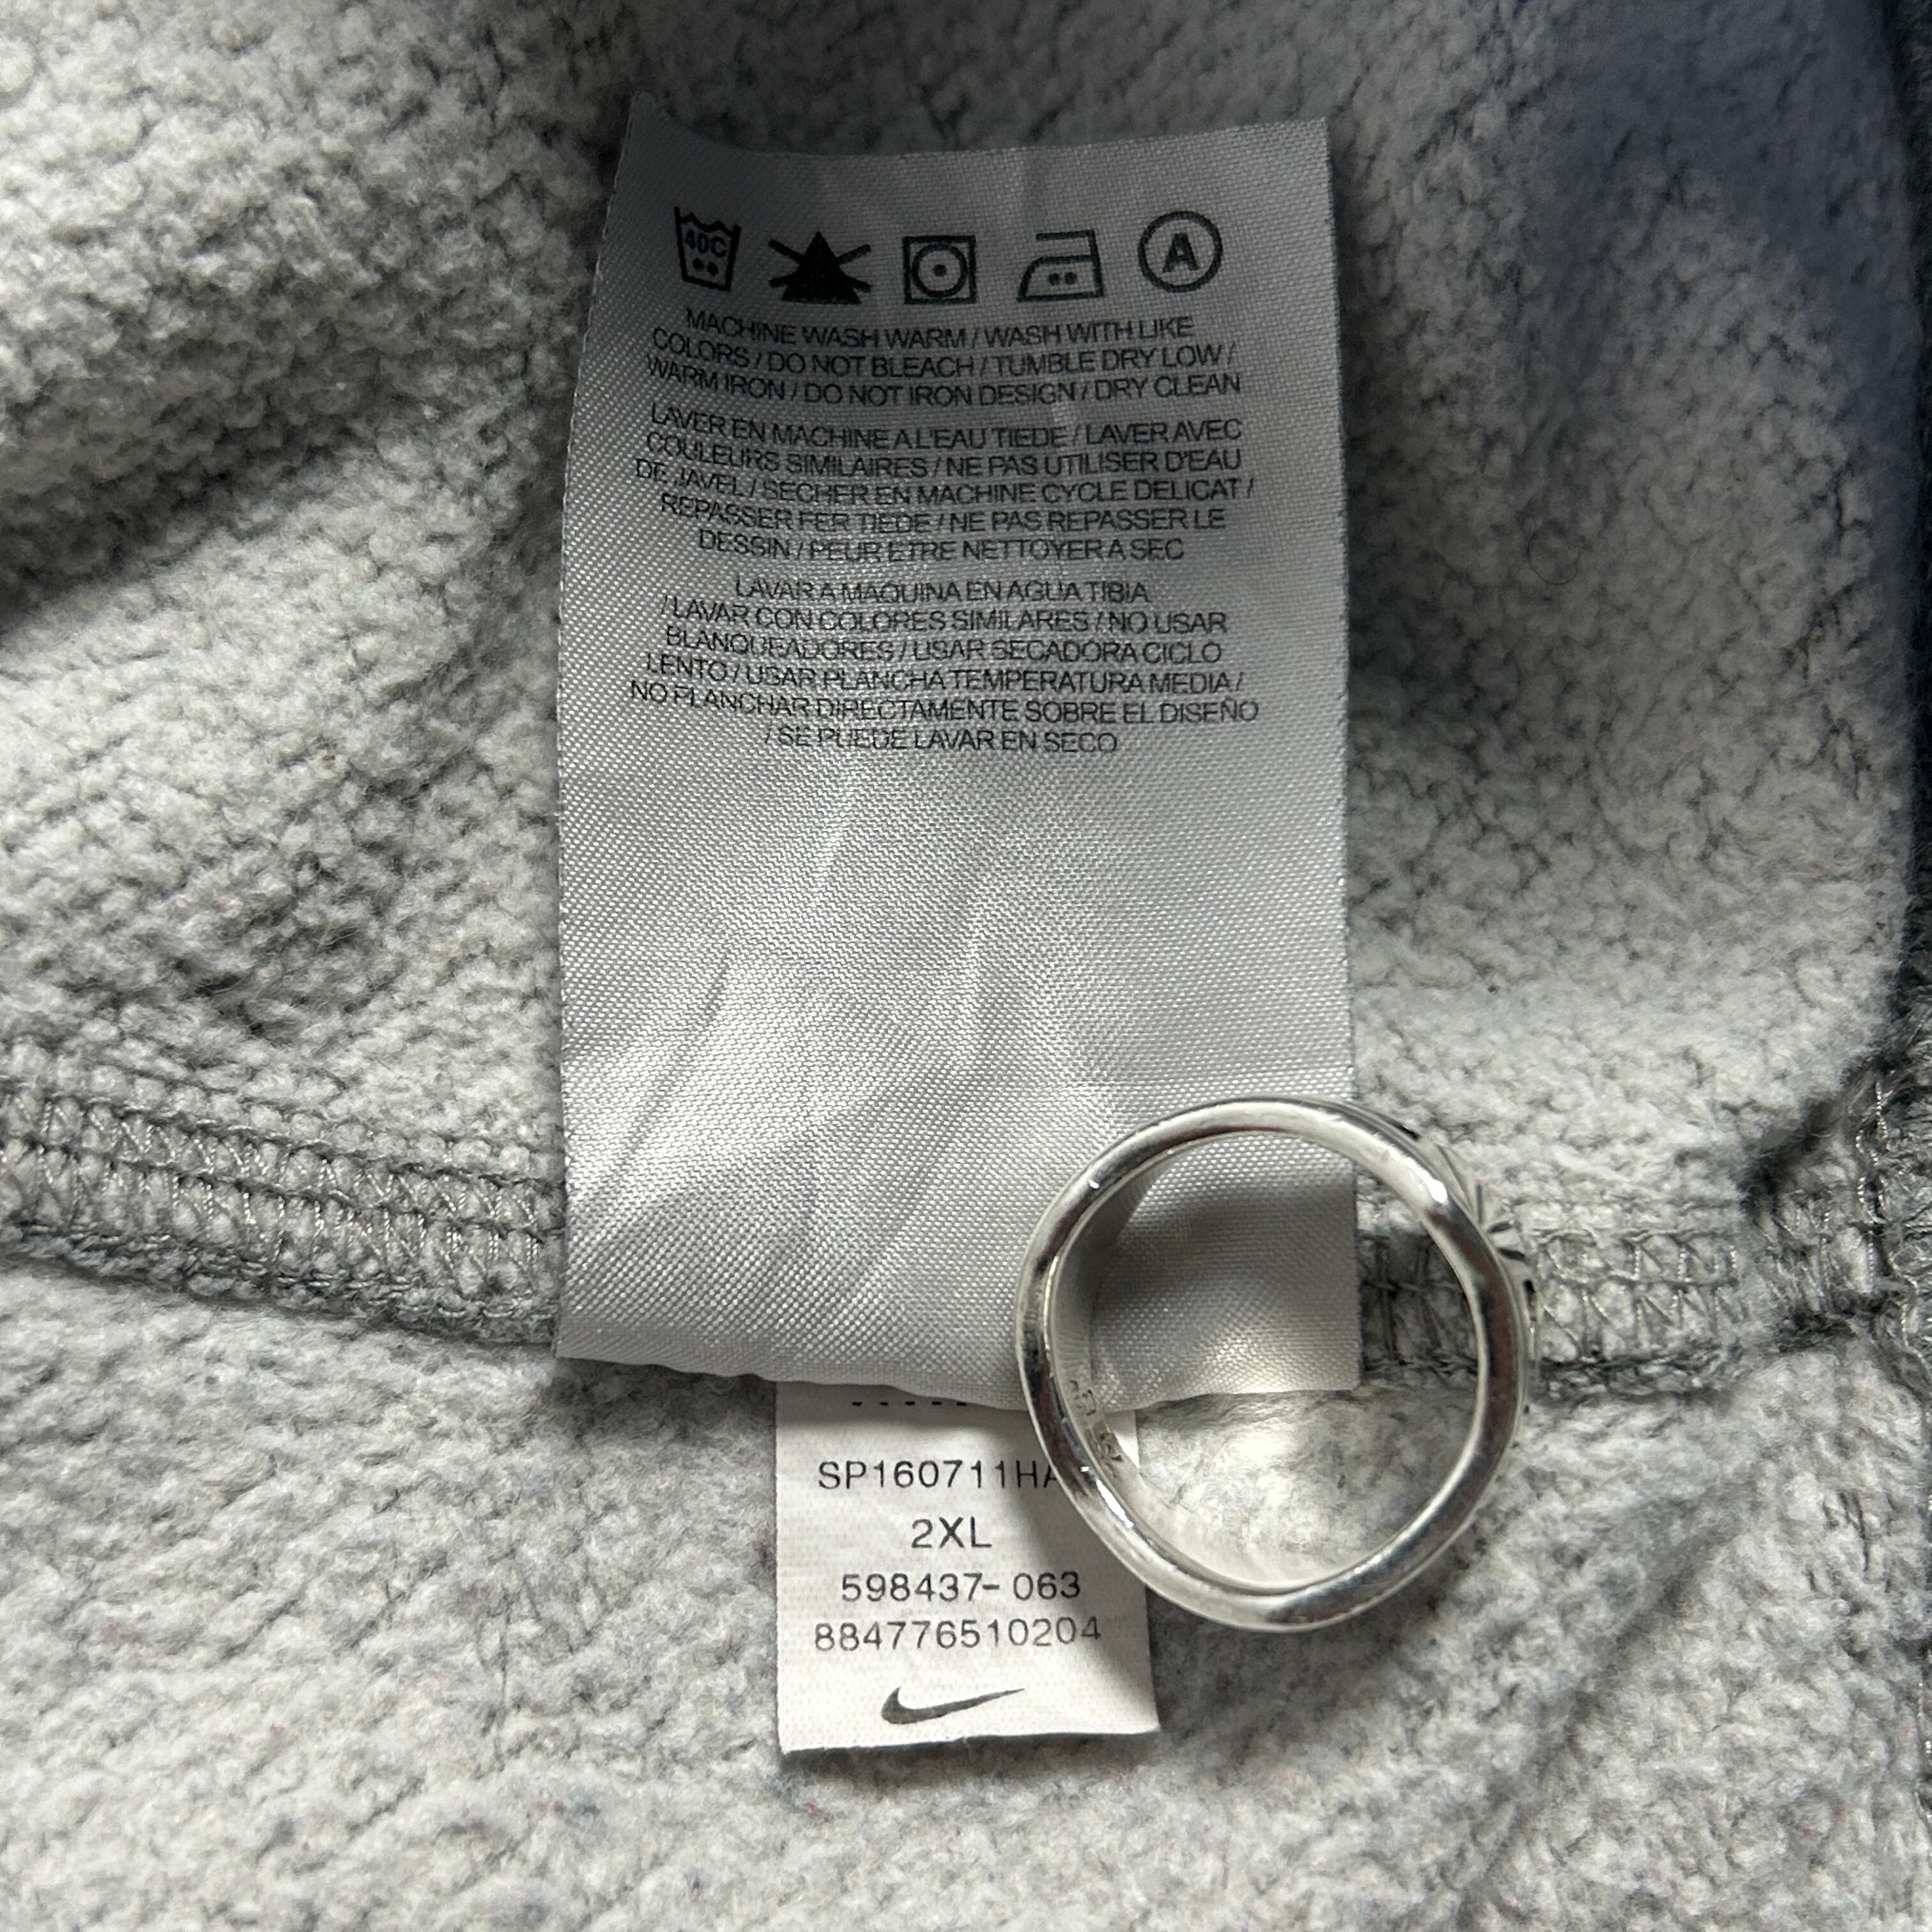 40C
A
MACHINE WASH WARM / WASH WITH LIKE
COLORS / DO NOT BLEACH / TUMBLE DRY LOW /
WARM IRON / DO NOT IRON DESIGN / DRY CLEAN
LAVER EN MACHINE A L'EAU TIEDE / LAVER AVEC
COULEURS SIMILAIRES / NE PAS UTILISER D'EAU
DE JAVEL / SECHER EN MACHINE CYCLE DELICAT /
REPASSER FER TIEDE / NE PAS REPASSER LE
DESSIN / PEUR ETRE NETTOYER A SEC
LAVAR A MAQUINA EN AGUA TIBIA
/ LAVAR CON COLORES SIMILARES / NO USAR
BLANQUEADORES / USAR SECADORA CICLO
LENTO / USAR PLANCHA TEMPERATURA MEDIA /
NO PLANCHAR DIRECTAMENTE SOBRE EL DISEÑO
/ SE PUEDE LAVAR EN SECO
2XL
598437- 063
884776510204